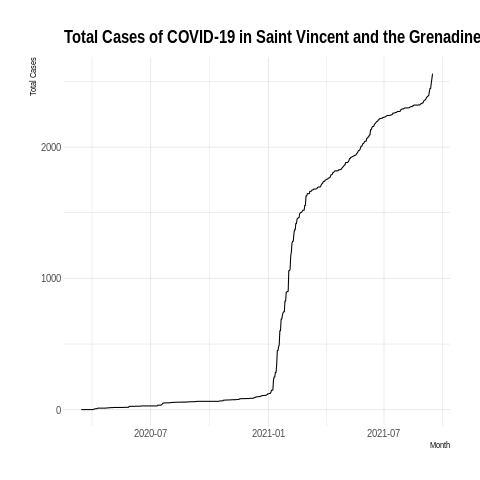 Total Cases of COVID-19 in Saint Vincent and the Grenadine
Total Cases
2000
1000
0
2020-07
2021-01
2021-07
Month